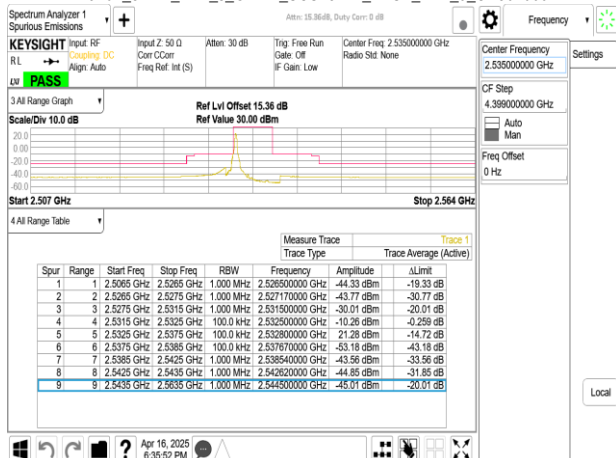 Spectrum Analyzer 1
Spurious Emissions
Attn: 15.36dB, Duty Corr: 0 dB
Frequency
KEYSIGHT
RL
LXI
PASS
Input: RF
Coupling: DC
Align: Auto
Input Z: 50 Ω
Corr CCorr
Freq Ref: Int (S)
Atten: 30 dB
Trig: Free Run
Gate: Off
IF Gain: Low
Center Freq: 2.535000000 GHz
Radio Std: None
Center Frequency
2.535000000 GHz
Settings
CF Step
4.399000000 GHz
Auto
Man
Freq Offset
0 Hz
3 All Range Graph
Scale/Div 10.0 dB
Ref Lvl Offset 15.36 dB
Ref Value 30.00 dBm
20.0
0.00
-20.0
-40.0
-60.0
Start 2.507 GHz
Stop 2.564 GHz
4 All Range Table
Measure Trace Trace 1
Trace Type Trace Average (Active)
Spur Range Start Freq Stop Freq RBW Frequency Amplitude ΔLimit
1 1 2.5065 GHz 2.5265 GHz 1.000 MHz 2.526500000 GHz -44.33 dBm -19.33 dB
2 2 2.5265 GHz 2.5275 GHz 1.000 MHz 2.527170000 GHz -43.77 dBm -30.77 dB
3 3 2.5275 GHz 2.5315 GHz 1.000 MHz 2.531500000 GHz -30.01 dBm -20.01 dB
4 4 2.5315 GHz 2.5325 GHz 100.0 kHz 2.532500000 GHz -10.26 dBm -0.259 dB
5 5 2.5325 GHz 2.5375 GHz 100.0 kHz 2.532800000 GHz 21.28 dBm -14.72 dB
6 6 2.5375 GHz 2.5385 GHz 100.0 kHz 2.537670000 GHz -53.18 dBm -43.18 dB
7 7 2.5385 GHz 2.5425 GHz 1.000 MHz 2.538540000 GHz -43.56 dBm -33.56 dB
8 8 2.5425 GHz 2.5435 GHz 1.000 MHz 2.542620000 GHz -44.85 dBm -31.85 dB
9 9 2.5435 GHz 2.5635 GHz 1.000 MHz 2.544500000 GHz -45.01 dBm -20.01 dB
Local
Apr 16, 2025
6:35:52 PM